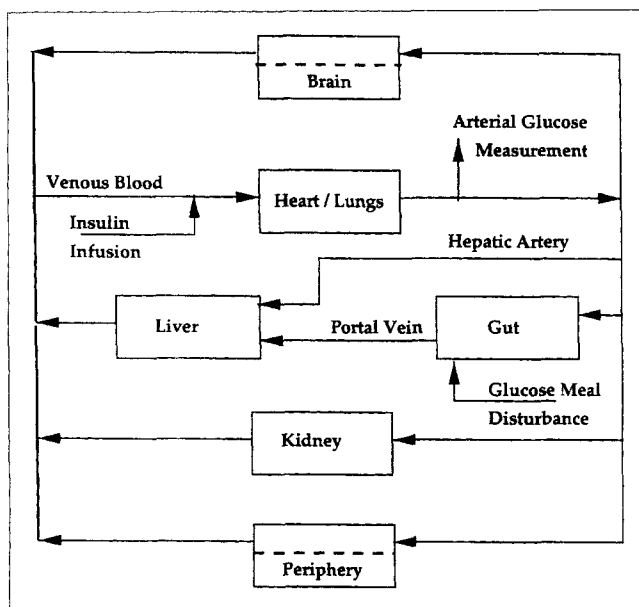 Brain
Arterial Glucose
Measurement
Venous Blood
Heart / Lungs
Insulin
Infusion
Hepatic Artery
Liver
Portal Vein
Gut
Glucose Meal
Disturbance
Kidney
Periphery